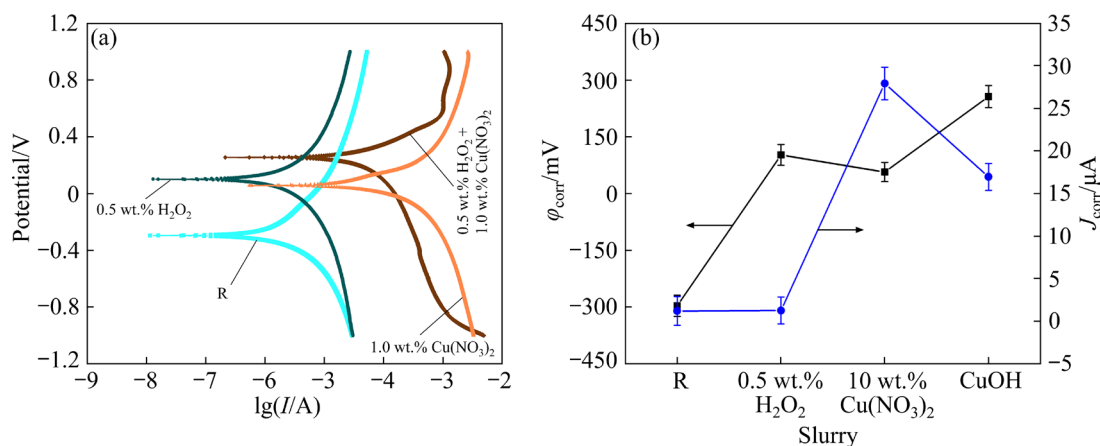 (a)
1.2
0.8
0.4
0
−0.4
−0.8
−1.2
Potential/V
0.5 wt.% H₂O₂
R
1.0 wt.% Cu(NO₃)₂
0.5 wt.% H₂O₂ +
1.0 wt.% Cu(NO₃)₂
−9 −8 −7 −6 −5 −4 −3 −2
lg(I/A)
(b)
450
300
150
0
−150
−300
−450
φcorr/mV
35
30
25
20
15
10
5
0
−5
Jcorr/μA
R 0.5 wt.% 10 wt.% CuOH
H₂O₂ Cu(NO₃)₂
Slurry